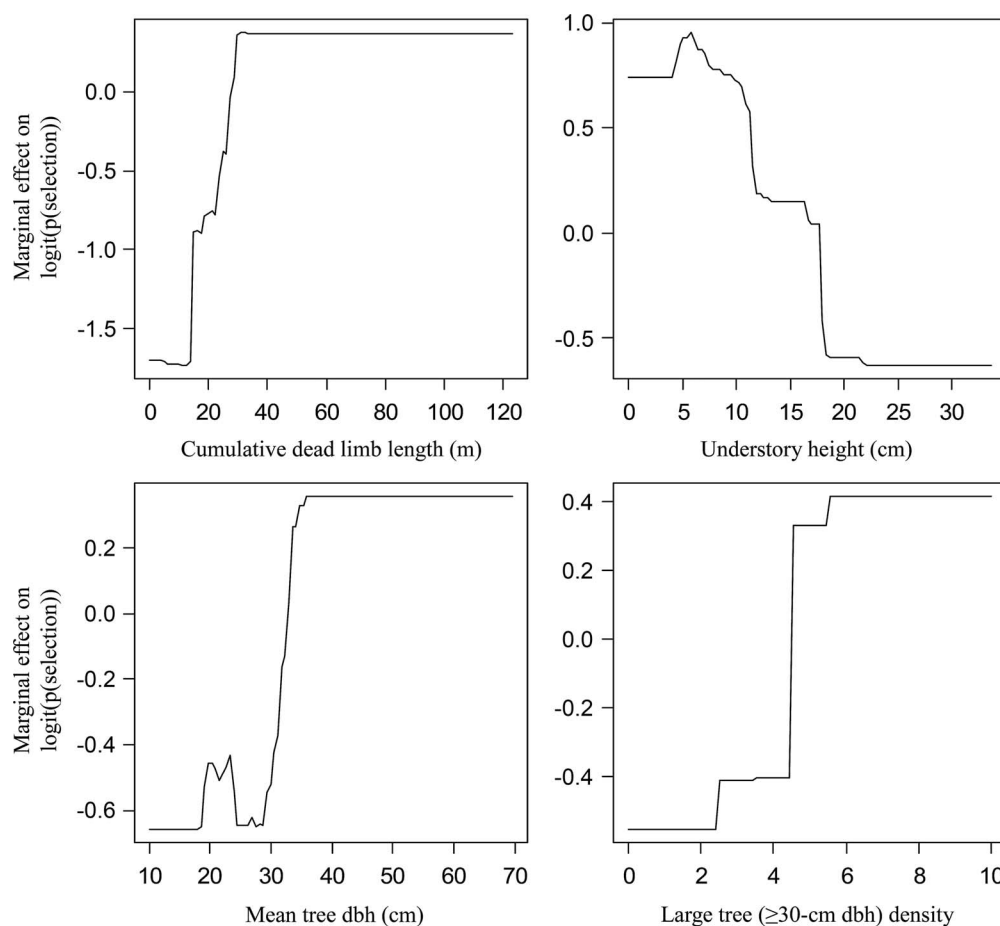 Marginal effect on
logit(p(selection))
0.0
-0.5
-1.0
-1.5
0 20 40 60 80 100 120
Cumulative dead limb length (m)
1.0
0.5
0.0
-0.5
0 5 10 15 20 25 30
Understory height (cm)
Marginal effect on
logit(p(selection))
0.2
0.0
-0.2
-0.4
-0.6
10 20 30 40 50 60 70
Mean tree dbh (cm)
0.4
0.2
0.0
-0.2
-0.4
0 2 4 6 8 10
Large tree (≥30-cm dbh) density